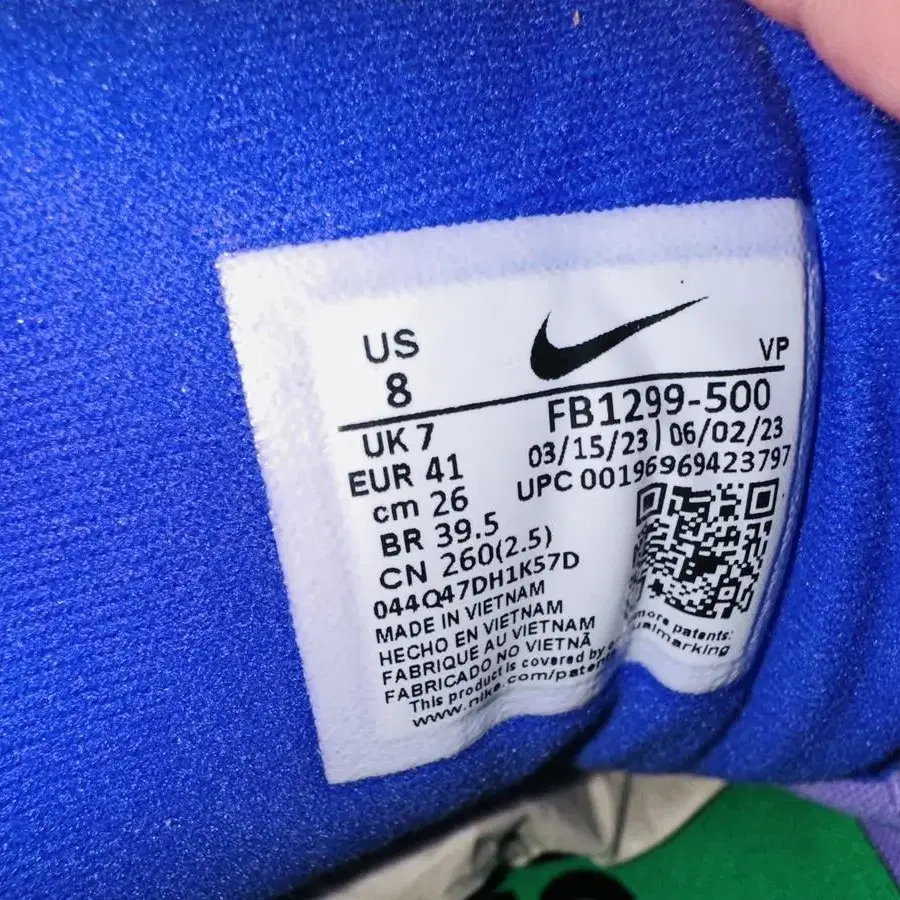 US
8
VP
UK 7
FB1299-500
EUR 41
03/15/23 | 06/02/23
cm 26
UPC 00196969423797
BR 39.5
CN 260(2.5)
044Q47DH1K57D
MADE IN VIETNAM
HECHO EN VIETNAM
FABRIQUE AU VIETNAM
FABRICADO NO VIETNÃ
This product is covered by
www.nike.com/paten
more patents:
ualmarking